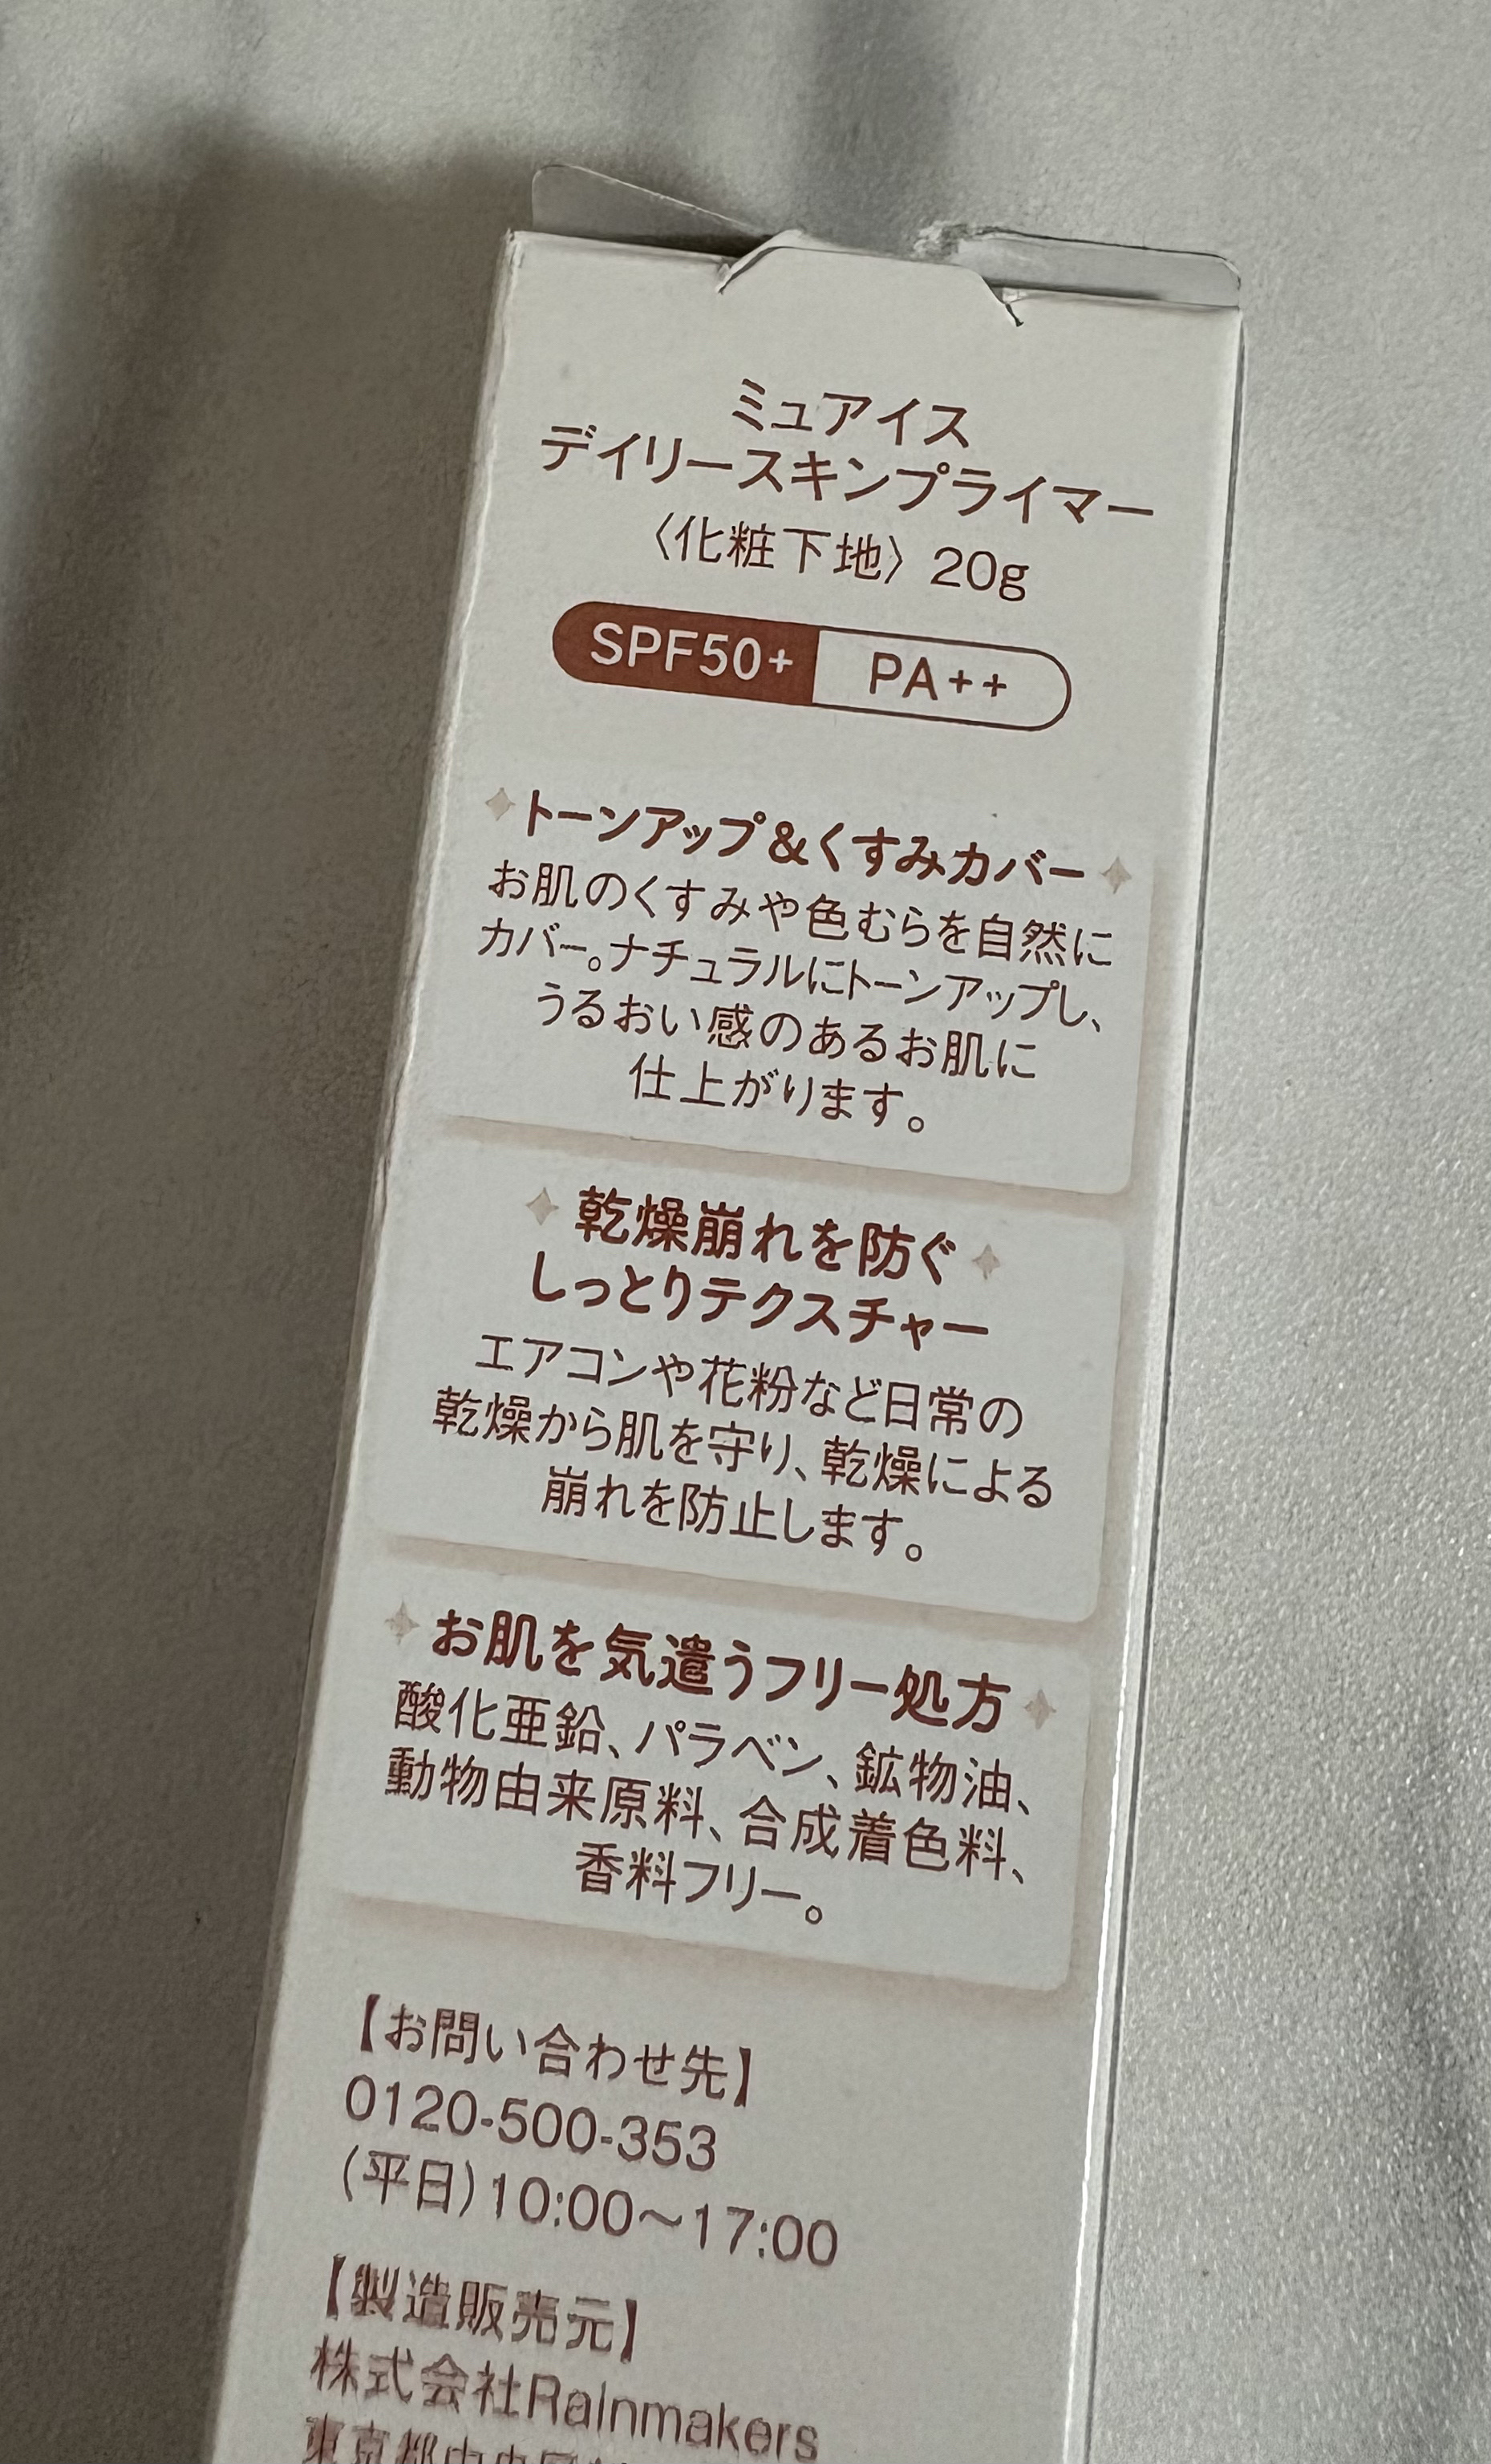 ミュアイス
デイリースキンプライマー
〈化粧下地〉20g
SPF50+ PA++
トーンアップ&くすみカバー
お肌のくすみや色むらを自然に
カバー。ナチュラルにトーンアップし、
うるおい感のあるお肌に
仕上がります。
乾燥崩れを防ぐ
しっとりテクスチャー
エアコンや花粉など日常の
乾燥から肌を守り、乾燥による
崩れを防止します。
お肌を気遣うフリー処方
酸化亜鉛、パラベン、鉱物油、
動物由来原料、合成着色料、
香料フリー。
【お問い合わせ先】
0120-500-353
(平日)10:00〜17:00
【製造販売元】
株式会社Rainmakers
東京都中央区